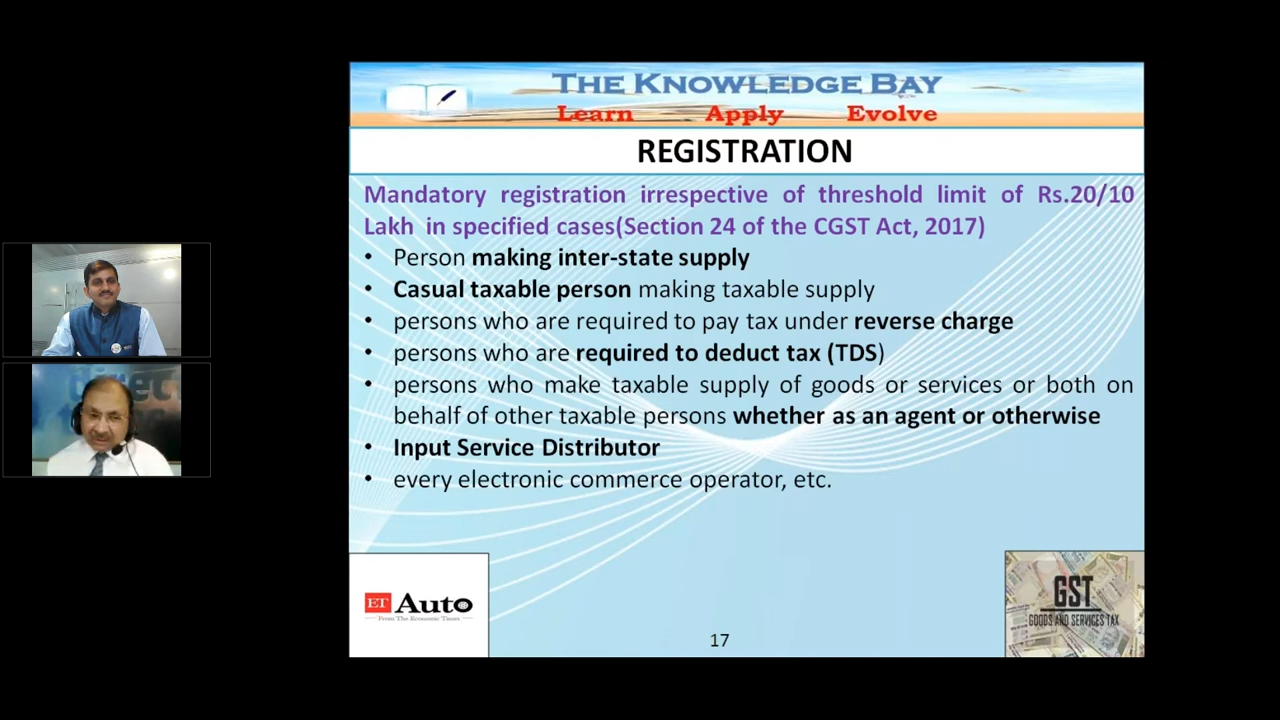 THE KNOWLEDGE BAY
Learn Apply Evolve
REGISTRATION
Mandatory registration irrespective of threshold limit of Rs.20/10
Lakh in specified cases(Section 24 of the CGST Act, 2017)
• Person making inter-state supply
• Casual taxable person making taxable supply
• persons who are required to pay tax under reverse charge
• persons who are required to deduct tax (TDS)
• persons who make taxable supply of goods or services or both on
behalf of other taxable persons whether as an agent or otherwise
• Input Service Distributor
• every electronic commerce operator, etc.
ET Auto
From The Economic Times
GST
GOODS AND SERVICES TAX
17